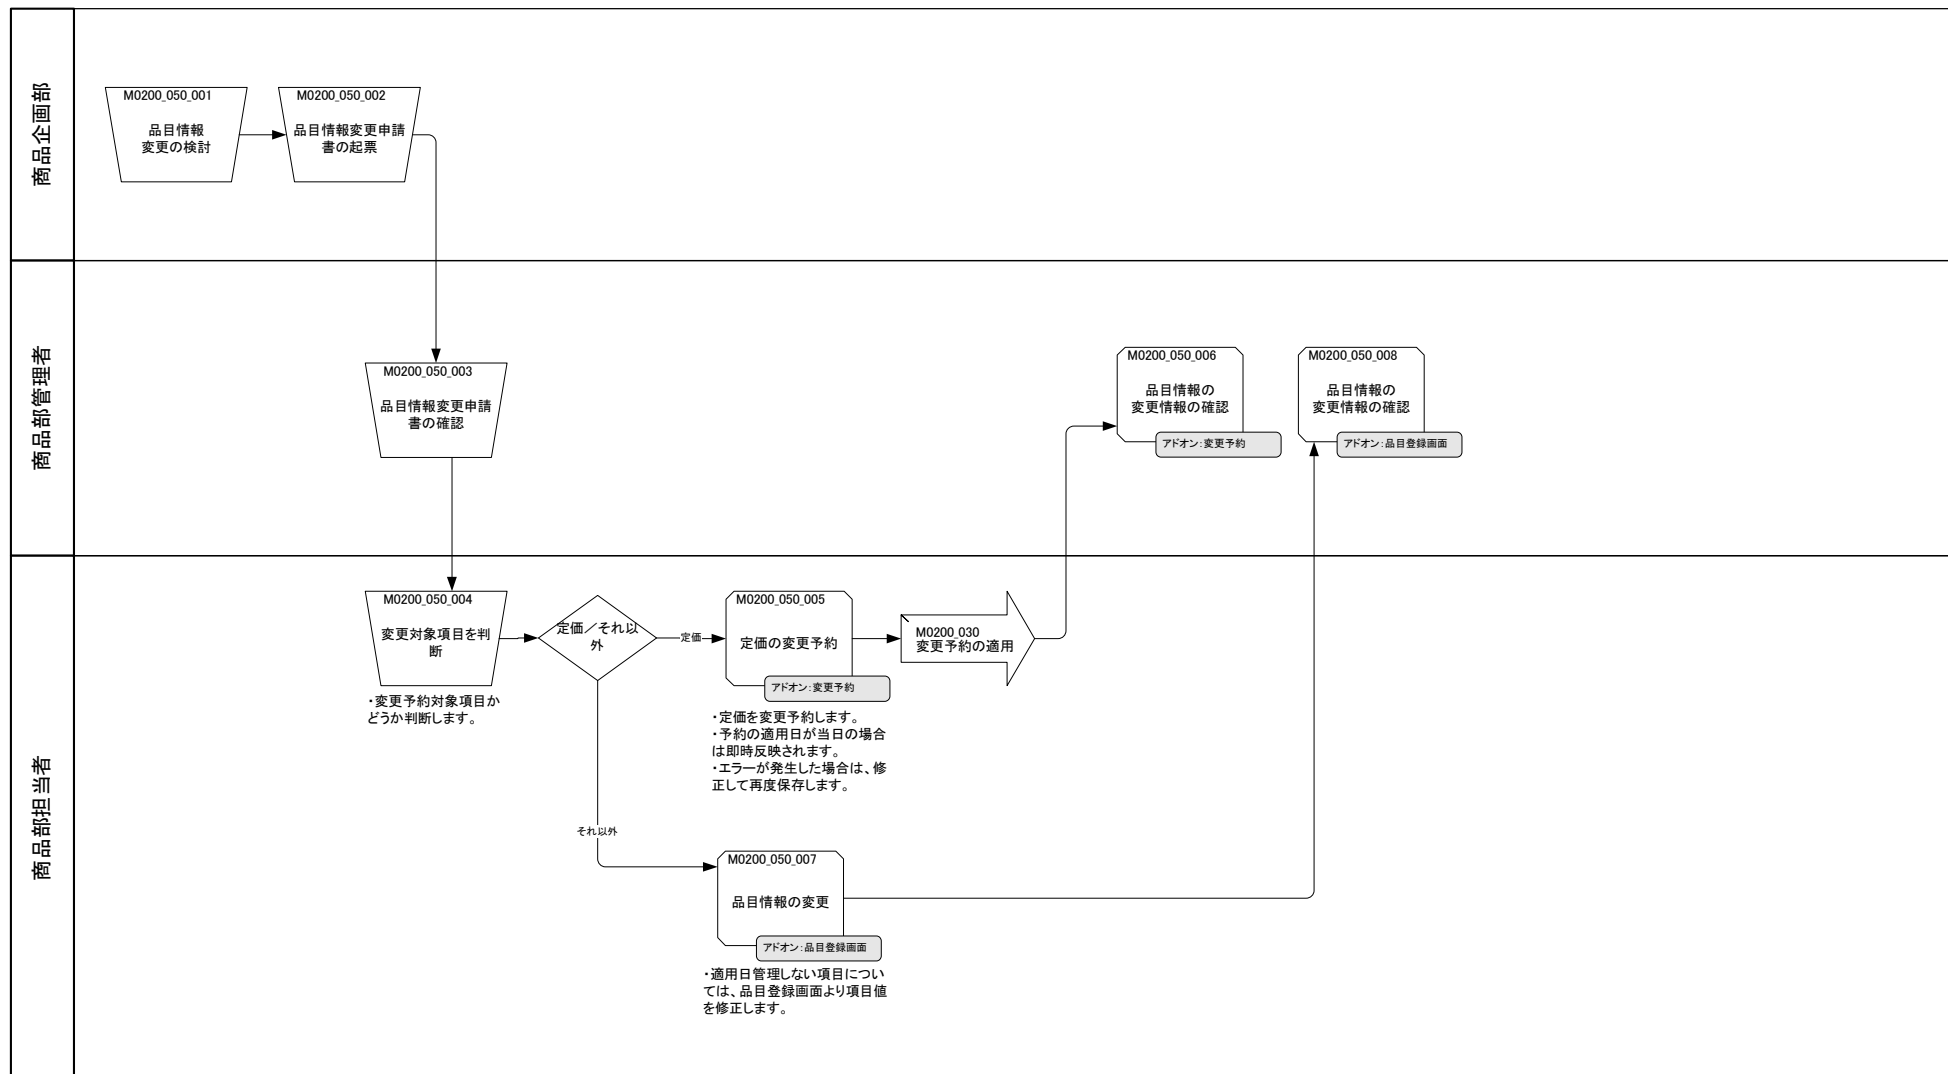 商品企画部
M0200_050_001
品目情報
変更の検討
M0200_050_002
品目情報変更申請
書の起票
商品部管理者
M0200_050_003
品目情報変更申請
書の確認
M0200_050_006
品目情報の
変更情報の確認
アドオン：変更予約
M0200_050_008
品目情報の
変更情報の確認
アドオン：品目登録画面
商品部担当者
M0200_050_004
変更対象項目を判
断
・変更予約対象項目か
どうか判断します。
定価／それ以
外
定価
M0200_050_005
定価の変更予約
アドオン：変更予約
・定価を変更予約します。
・予約の適用日が当日の場合
は即時反映されます。
・エラーが発生した場合は、修
正して再度保存します。
M0200_030
変更予約の適用
それ以外
M0200_050_007
品目情報の変更
アドオン：品目登録画面
・適用日管理しない項目につい
ては、品目登録画面より項目値
を修正します。